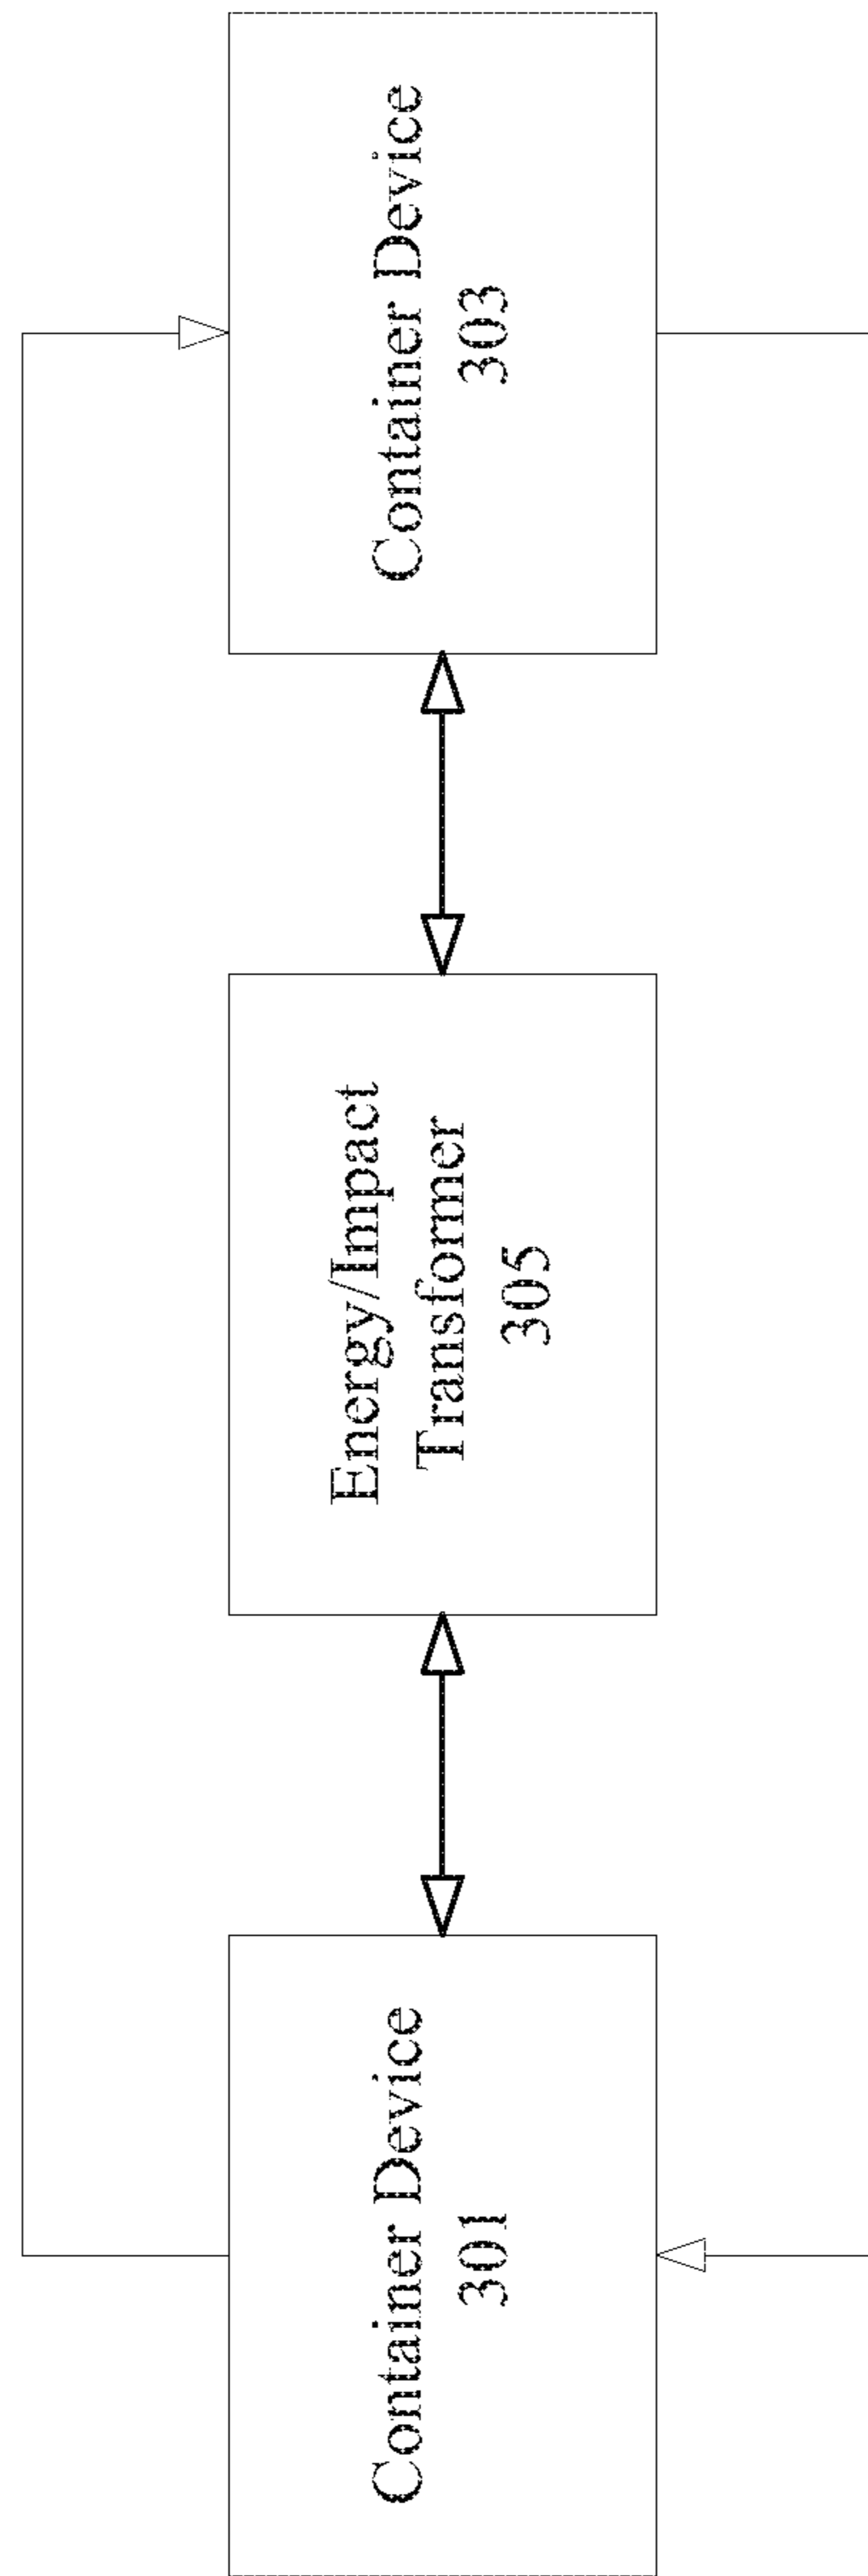 Container Device
301
Energy/Impact
Transformer
305
Container Device
303